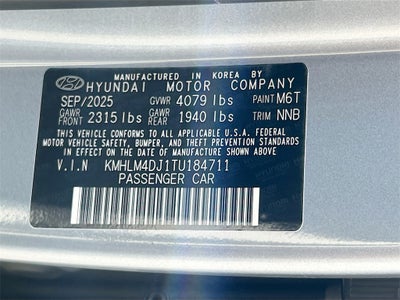 MANUFACTURED IN KOREA BY
HYUNDAI MOTOR COMPANY
SEP/2025 GVWR 4079 lbs PAINT M6T
GAWR FRONT 2315 lbs GAWR REAR 1940 lbs TRIM NNB
THIS VEHICLE CONFORMS TO ALL APPLICABLE U.S.A. FEDERAL
MOTOR VEHICLE SAFETY, BUMPER, AND THEFT PREVENTION STANDARDS
IN EFFECT ON THE DATE OF MANUFACTURE SHOWN ABOVE.
V.I.N KMHLM4DJ1TU184711
PASSENGER CAR